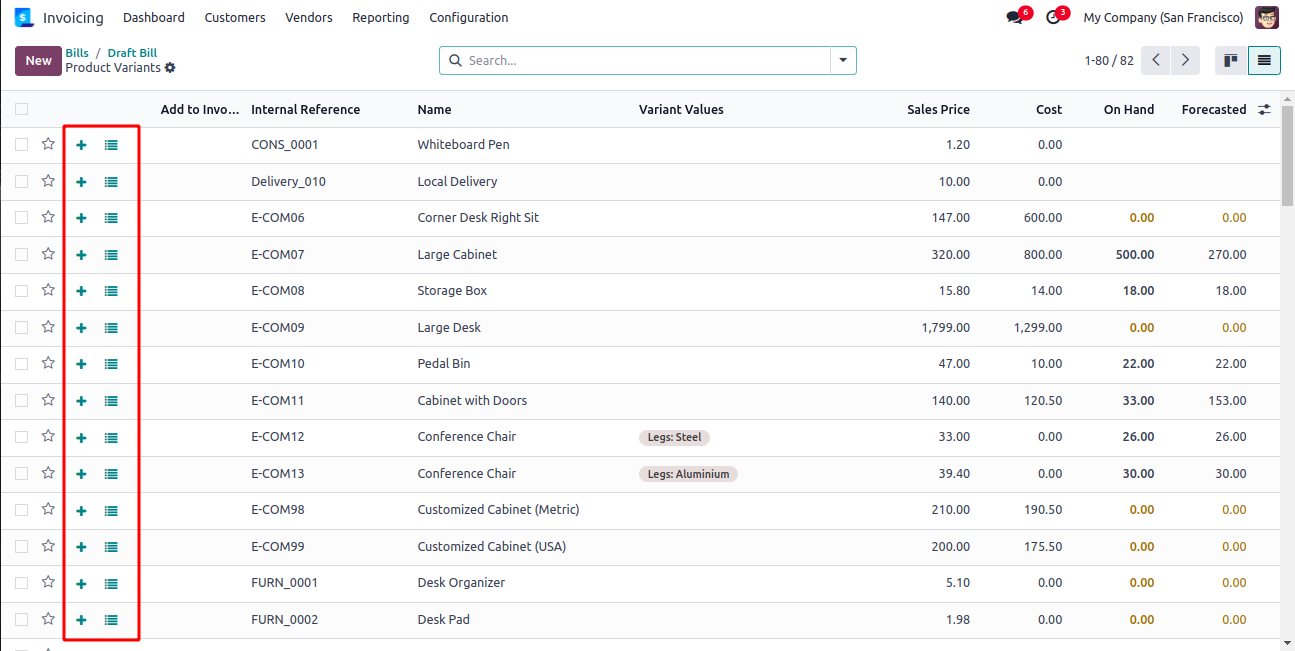 $ Invoicing Dashboard Customers Vendors Reporting Configuration 6 3 My Company (San Francisco)
New Bills / Draft Bill Search... 1-80 / 82
Product Variants
Add to Invo... Internal Reference Name Variant Values Sales Price Cost On Hand Forecasted
CONS_0001 Whiteboard Pen 1.20 0.00
Delivery_010 Local Delivery 10.00 0.00
E-COM06 Corner Desk Right Sit 147.00 600.00 0.00 0.00
E-COM07 Large Cabinet 320.00 800.00 500.00 270.00
E-COM08 Storage Box 15.80 14.00 18.00 18.00
E-COM09 Large Desk 1,799.00 1,299.00 0.00 0.00
E-COM10 Pedal Bin 47.00 10.00 22.00 22.00
E-COM11 Cabinet with Doors 140.00 120.50 33.00 153.00
E-COM12 Conference Chair Legs: Steel 33.00 0.00 26.00 26.00
E-COM13 Conference Chair Legs: Aluminium 39.40 0.00 30.00 30.00
E-COM98 Customized Cabinet (Metric) 210.00 190.50 0.00 0.00
E-COM99 Customized Cabinet (USA) 200.00 175.50 0.00 0.00
FURN_0001 Desk Organizer 5.10 0.00 0.00 0.00
FURN_0002 Desk Pad 1.98 0.00 0.00 0.00